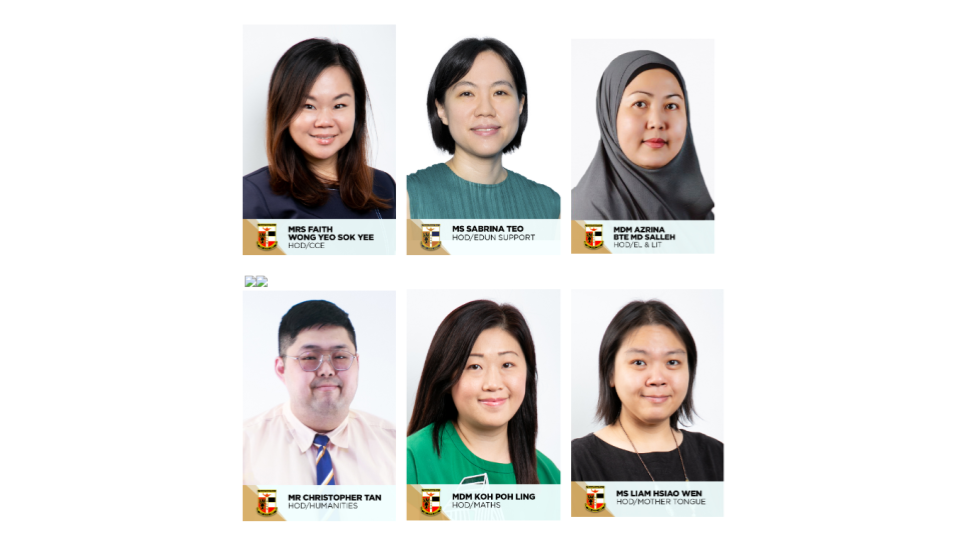 MRS FAITH
WONG YEO SOK YEE
HOD/CCE
MS SABRINA TEO
HOD/EDUN SUPPORT
MDM AZRINA
BTE MD SALLEH
HOD/EL & LIT
MR CHRISTOPHER TAN
HOD/HUMANITIES
MDM KOH POH LING
HOD/MATHS
MS LIAM HSIAO WEN
HOD/MOTHER TONGUE